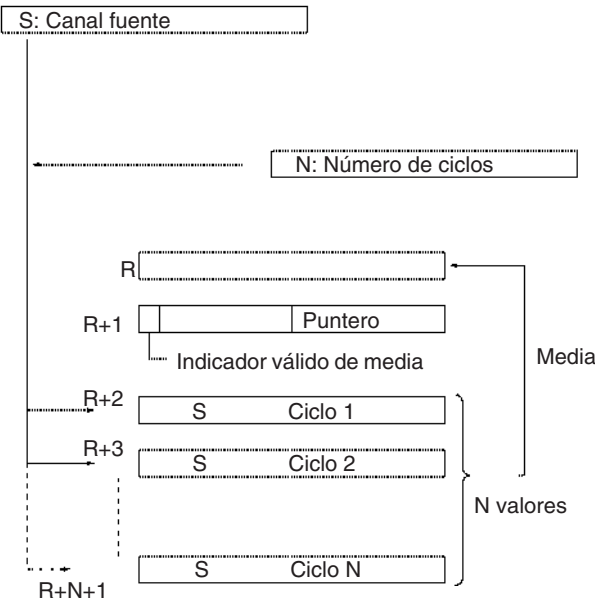 S: Canal fuente
N: Número de ciclos
R
R+1
Puntero
Indicador válido de media
Media
R+2
S Ciclo 1
R+3
S Ciclo 2
N valores
S Ciclo N
R+N+1